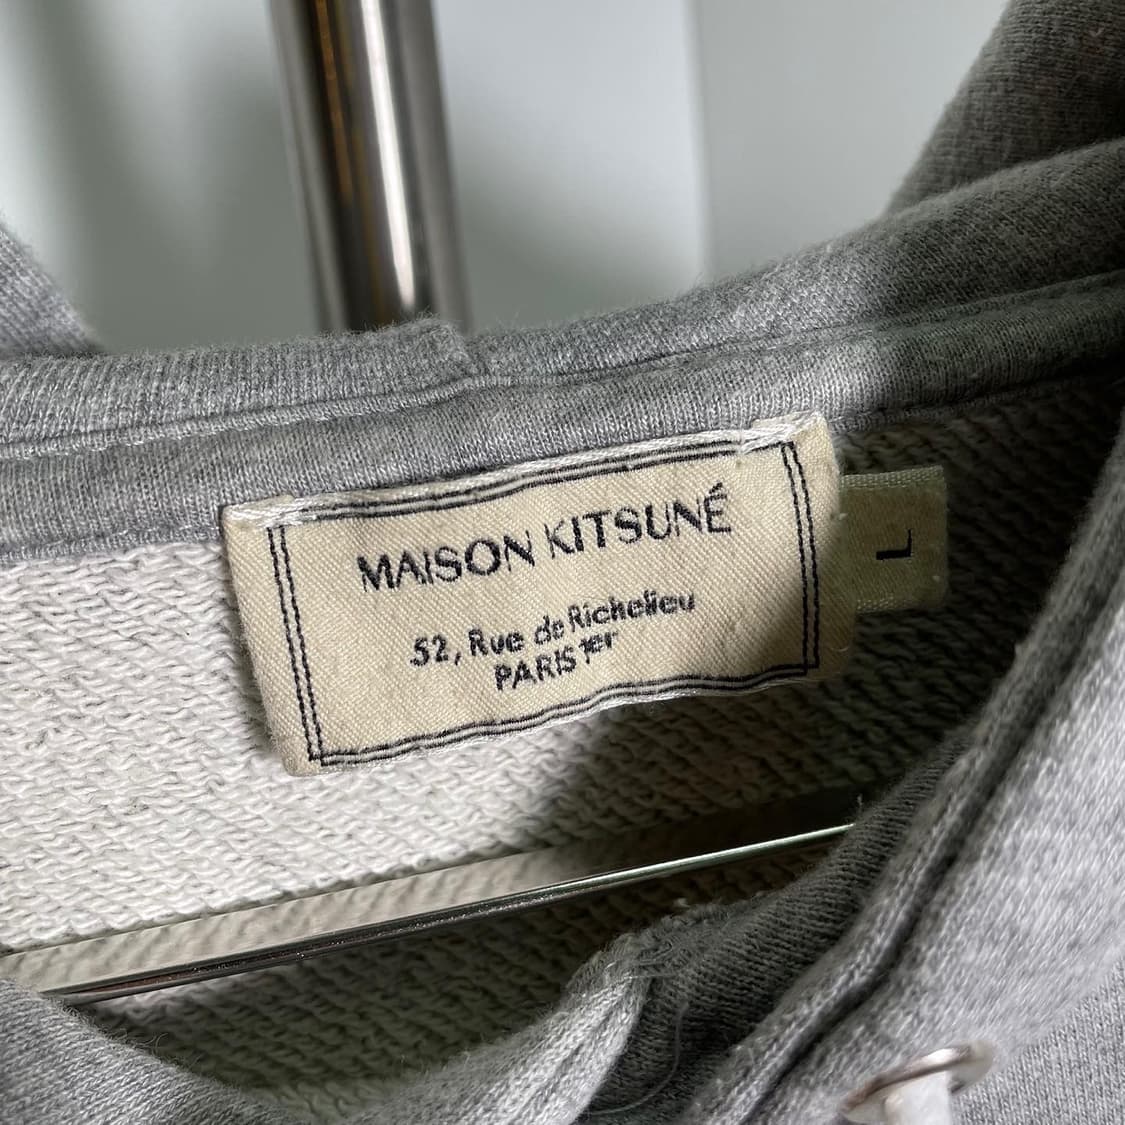 MAISON KITSUNÉ
52, Rue de Richelieu
PARIS 1er
L